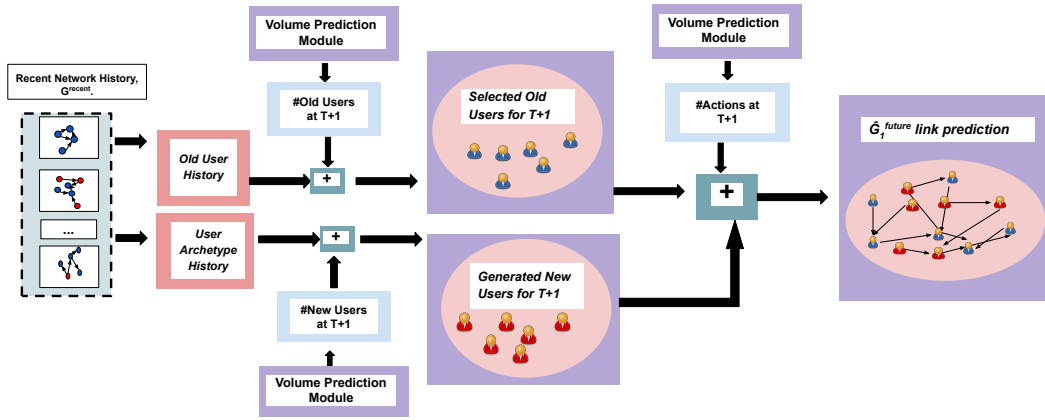 Volume Prediction
Module
Volume Prediction
Module
Recent Network History,
G^recent.
#Old Users
at T+1
Selected Old
Users for T+1
#Actions at
T+1
Ĝ₁^future link prediction
Old User
History
+
+
...
User
Archetype
History
+
Generated New
Users for T+1
#New Users
at T+1
Volume Prediction
Module